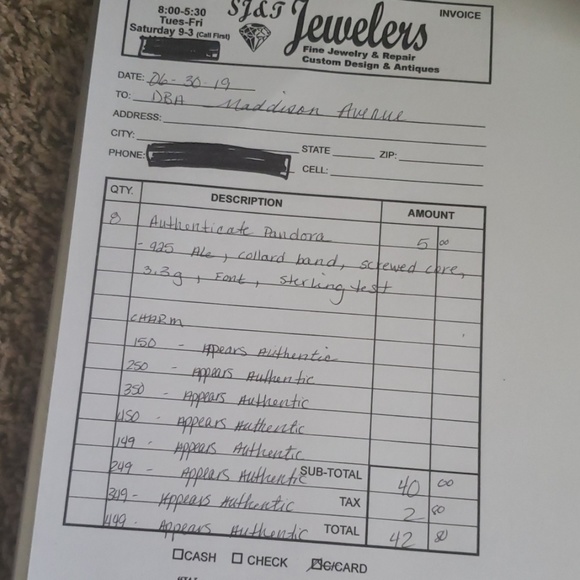 8:00-5:30
Tues-Fri
Saturday 9-3 (Call First)
SJ&T Jewelers
INVOICE
Fine Jewelry & Repair
Custom Design & Antiques
DATE: 06-30-19
TO: DBA Maddison Avenue
ADDRESS:
CITY: STATE ZIP:
PHONE: CELL:
QTY. DESCRIPTION AMOUNT
8 Authenticate Pandora 5 00
- 925 Ale, collard band, screwed core,
3.3g, Font, Sterling test
CHARM
150 - Appears Authentic
250 - Appears Authentic
350 - Appears Authentic
450 - Appears Authentic
149 - Appears Authentic
249 - Appears Authentic SUB-TOTAL 40 00
349 - Appears Authentic TAX 2 80
449 - Appears Authentic TOTAL 42 80
CASH CHECK C/CARD